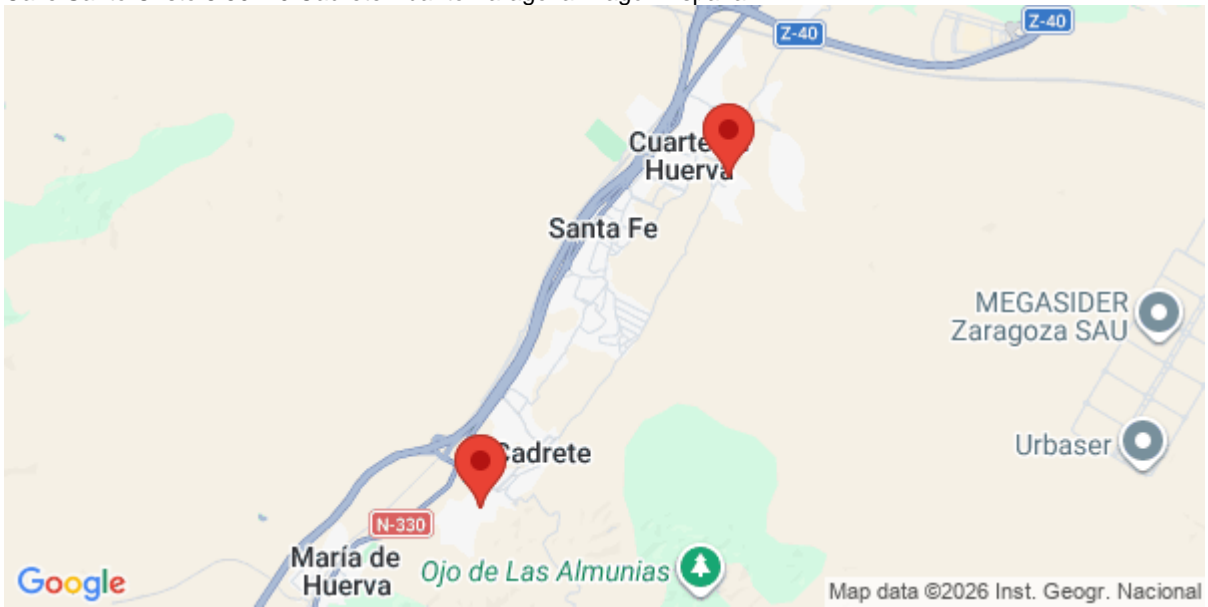 Z-40
Z-40
Cuarte
Huerva
Santa Fe
MEGASIDER
Zaragoza SAU
Cadrete
Urbaser
N-330
María de
Huerva
Ojo de Las Almunias
Google
Map data ©2026 Inst. Geogr. Nacional